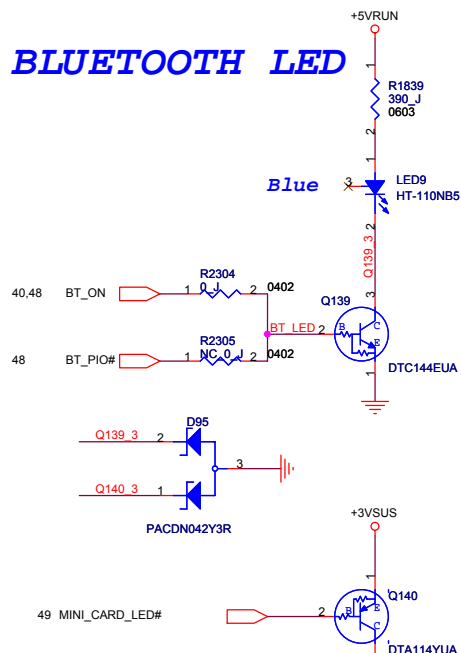 +5VRUN
BLUETOOTH LED
1
R1839
390_J
0603
2
1
LED9
3
Blue
HT-110NB5
2
Q139_3
R2304
40,48 BT_ON 1 0_J 2 0402
3
Q139
BT_LED 2
B C E
R2305
48 BT_PIO# 1 NC_0_J 2 0402
DTC144EUA
1
D95
Q139_3 2
3
Q140_3 1
PACDN042Y3R
+3VSUS
1
Q140
49 MINI_CARD_LED# 2
B E C
DTA114YUA